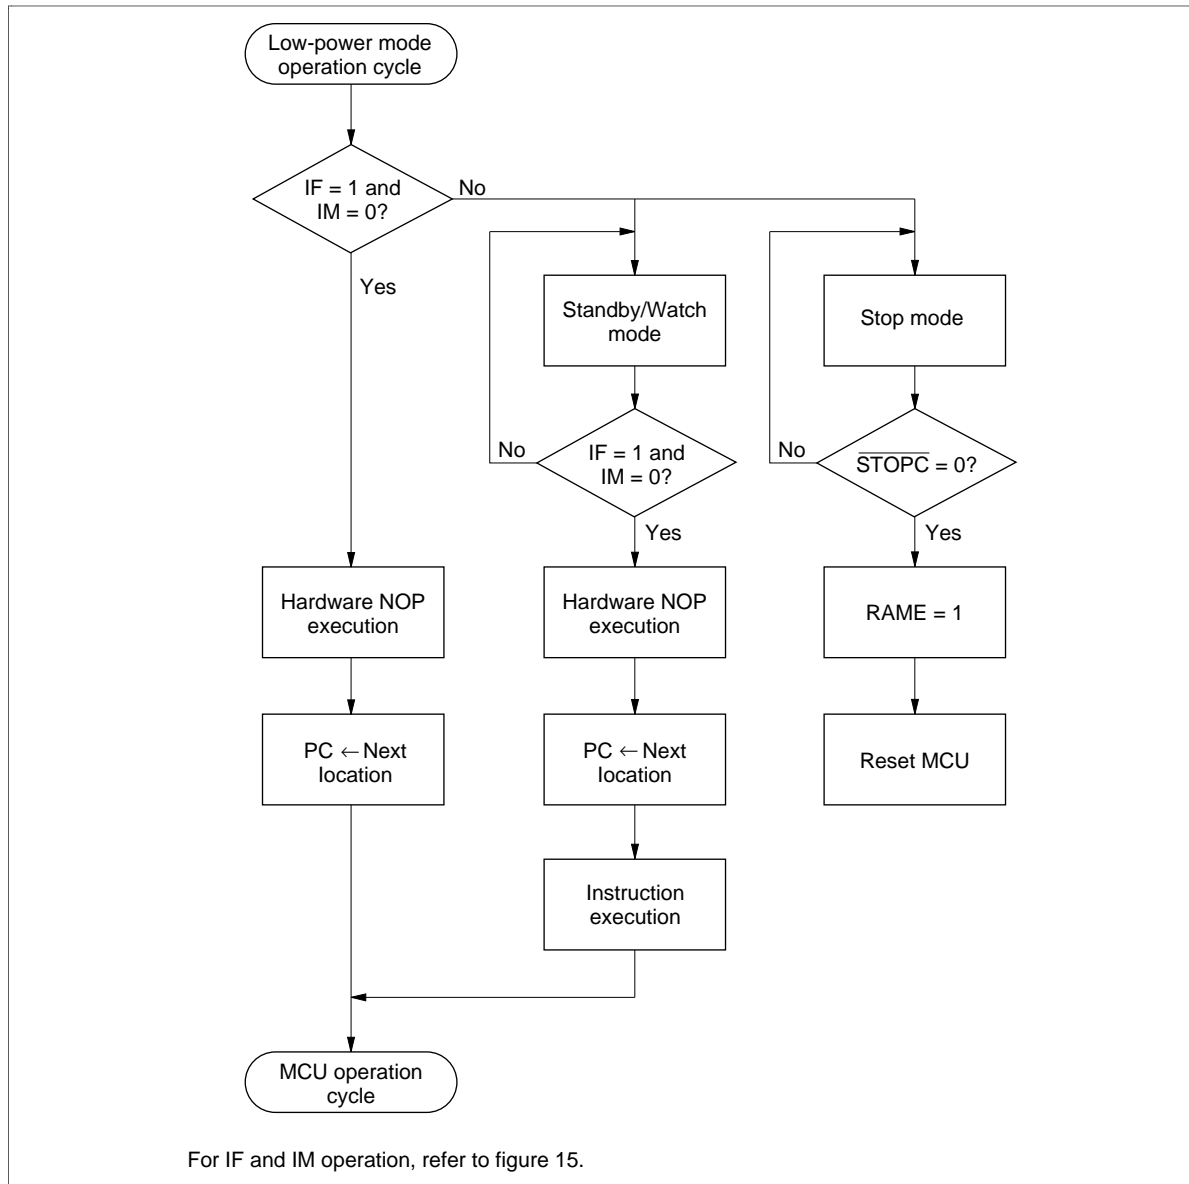 Low-power mode
operation cycle
IF = 1 and
IM = 0?
No
Yes
Standby/Watch
mode
Stop mode
IF = 1 and
IM = 0?
No
Yes
S̅T̅O̅P̅C̅ = 0?
No
Yes
Hardware NOP
execution
Hardware NOP
execution
RAME = 1
PC ← Next
location
PC ← Next
location
Reset MCU
Instruction
execution
MCU operation
cycle
For IF and IM operation, refer to figure 15.